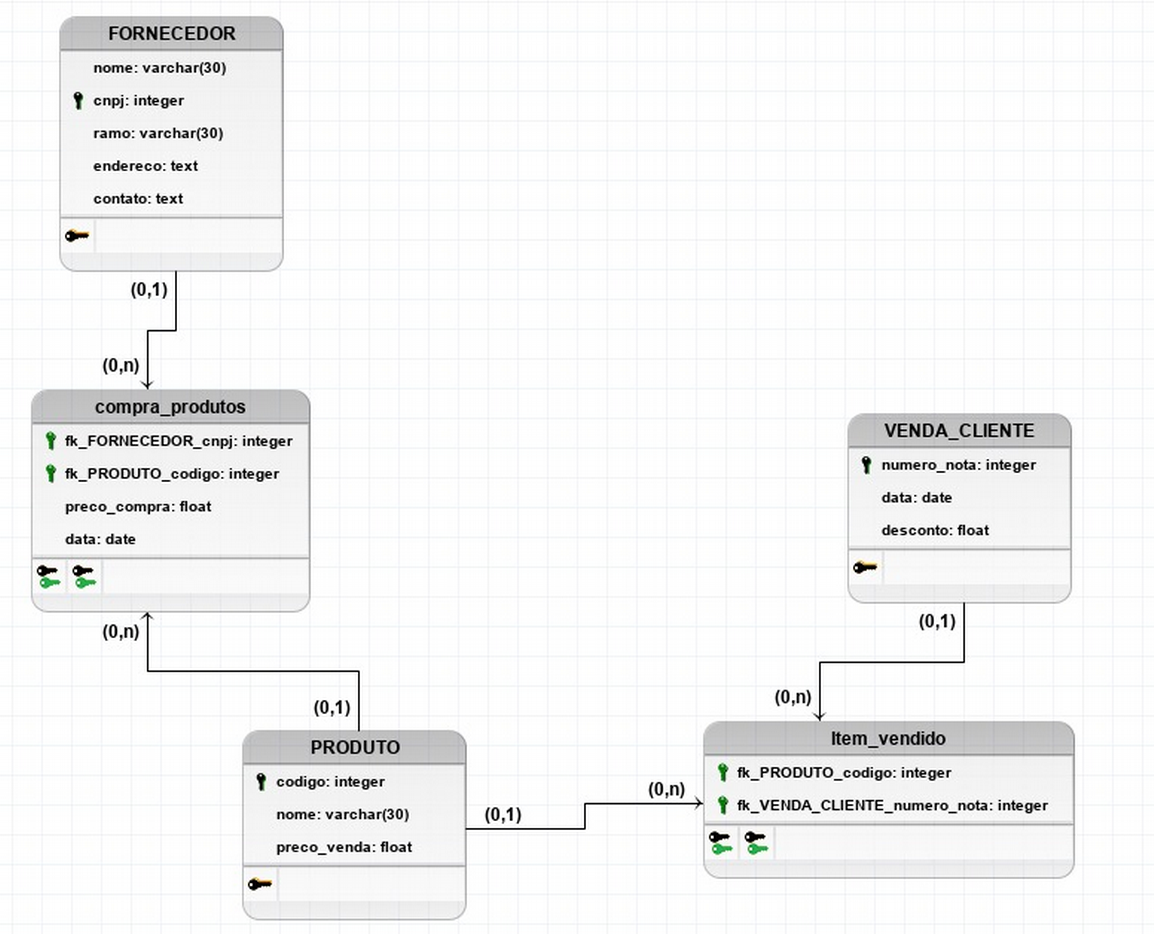 FORNECEDOR
nome: varchar(30)
cnpj: integer
ramo: varchar(30)
endereco: text
contato: text
(0,1)
(0,n)
compra_produtos
fk_FORNECEDOR_cnpj: integer
fk_PRODUTO_codigo: integer
preco_compra: float
data: date
(0,n)
(0,1)
PRODUTO
codigo: integer
nome: varchar(30)
preco_venda: float
(0,1)
(0,n)
VENDA_CLIENTE
numero_nota: integer
data: date
desconto: float
(0,1)
(0,n)
Item_vendido
fk_PRODUTO_codigo: integer
fk_VENDA_CLIENTE_numero_nota: integer